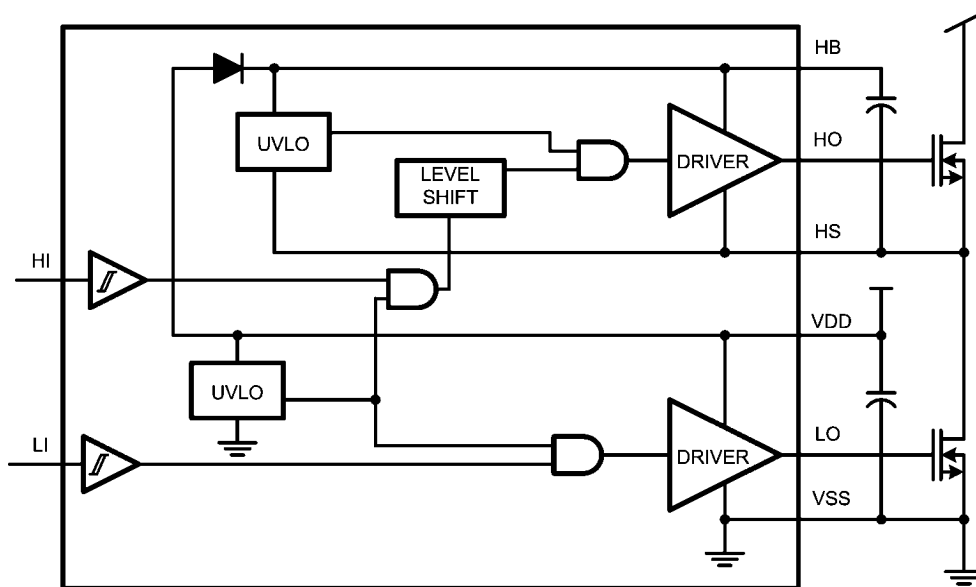 HB
UVLO
HO
DRIVER
LEVEL
SHIFT
HS
HI
VDD
UVLO
LI
LO
DRIVER
VSS